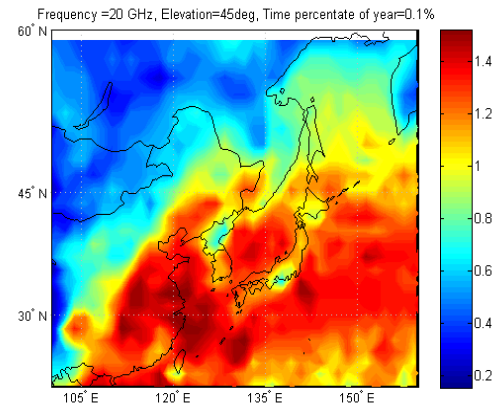 Frequency =20 GHz, Elevation=45deg, Time percentate of year=0.1%
60° N
45° N
30° N
105°E
120°E
135°E
150°E
1.4
1.2
1
0.8
0.6
0.4
0.2